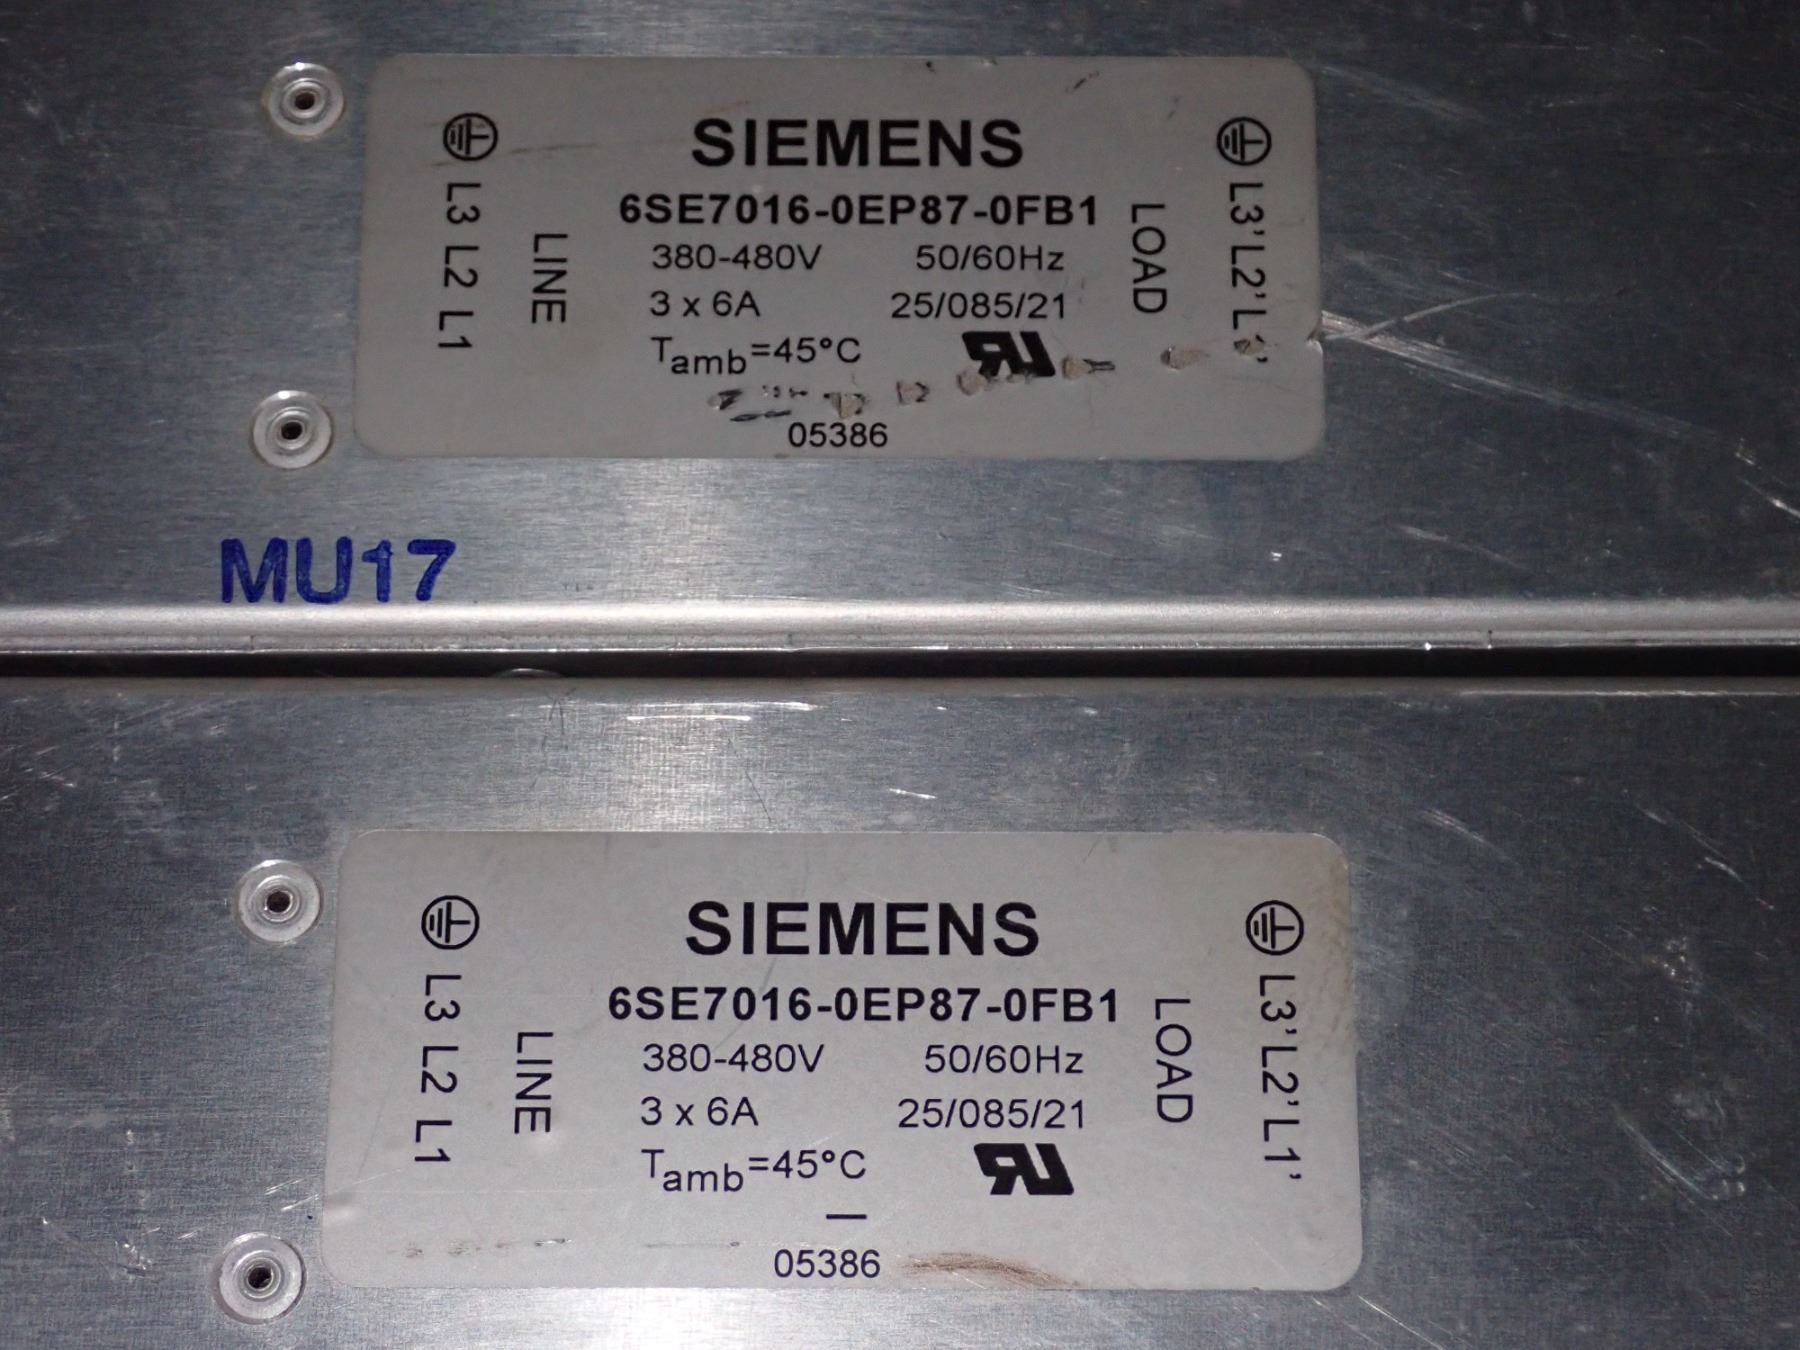 SIEMENS
6SE7016-0EP87-0FB1
380-480V 50/60Hz
3 x 6A 25/085/21
Tamb=45°C
05386
L3 L2 L1
LINE
LOAD
L3' L2' L1'
MU17
SIEMENS
6SE7016-0EP87-0FB1
380-480V 50/60Hz
3 x 6A 25/085/21
Tamb=45°C
05386
L3 L2 L1
LINE
LOAD
L3' L2' L1'